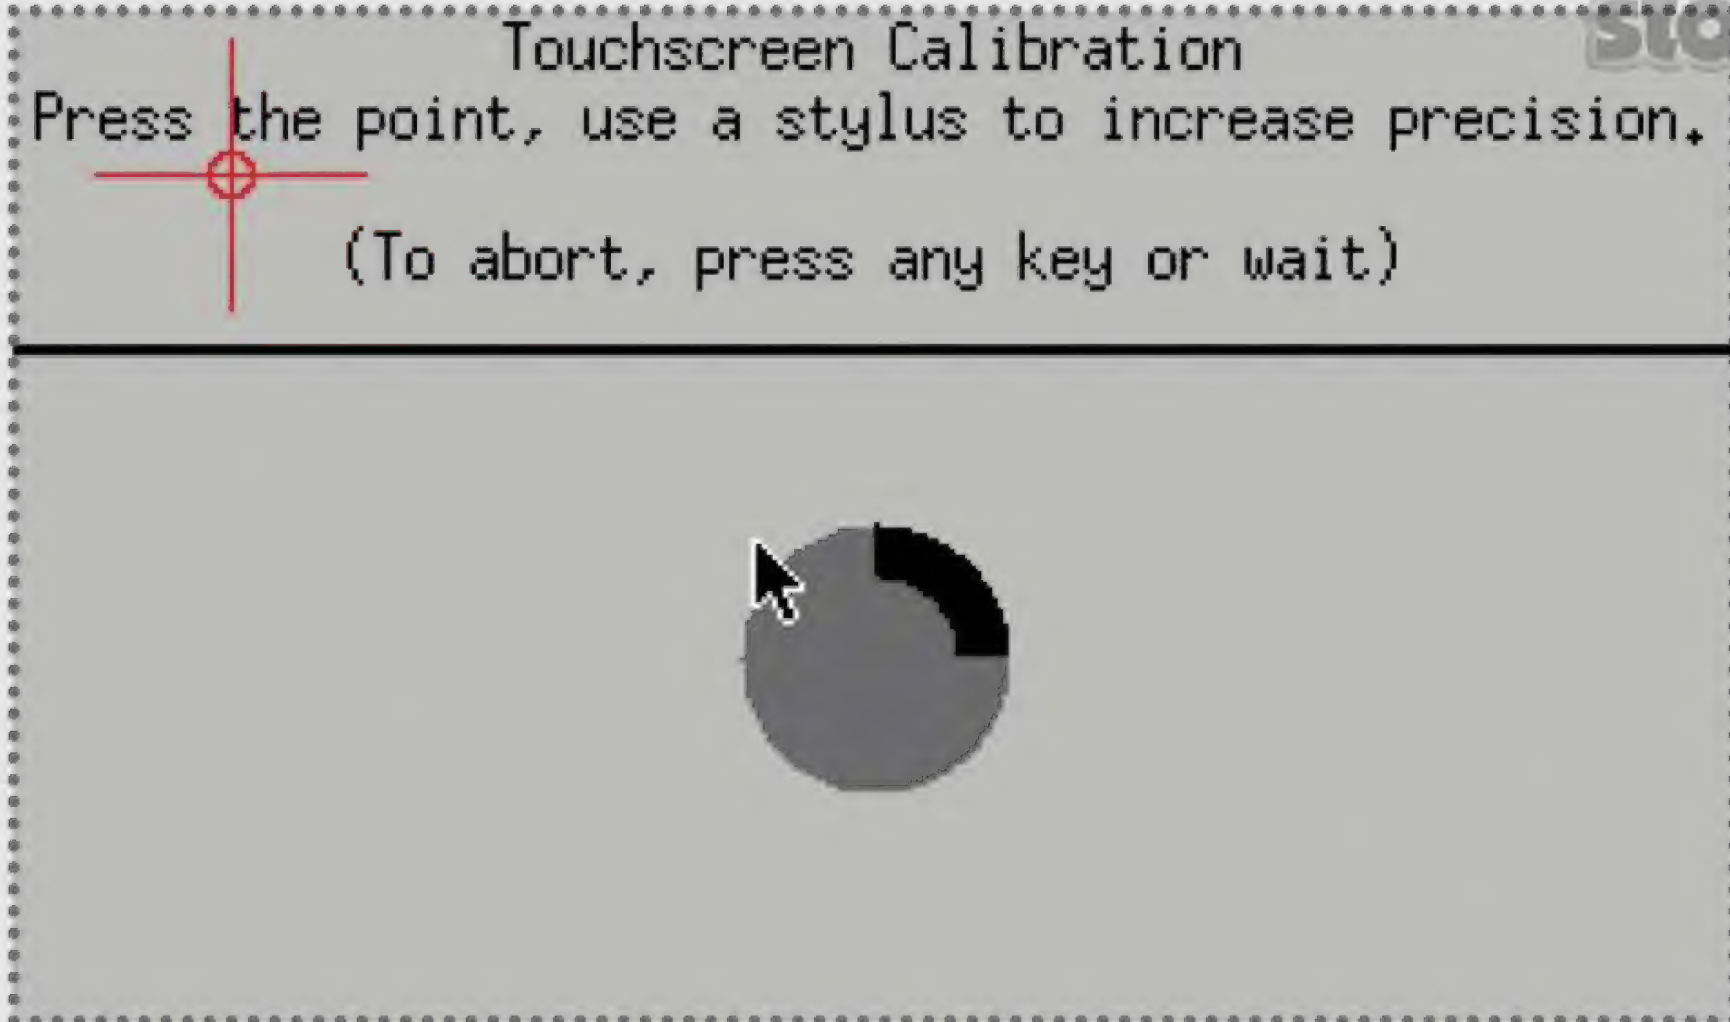 Touchscreen Calibration
Press the point, use a stylus to increase precision.
(To abort, press any key or wait)